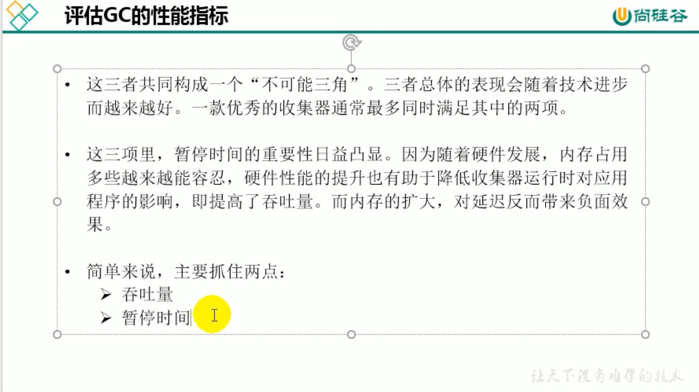 评估GC的性能指标
尚硅谷
• 这三者共同构成一个“不可能三角”。三者总体的表现会随着技术进步
而越来越好。一款优秀的收集器通常最多同时满足其中的两项。
• 这三项里，暂停时间的重要性日益凸显。因为随着硬件发展，内存占用
多些越来越能容忍，硬件性能的提升也有助于降低收集器运行时对应用
程序的影响，即提高了吞吐量。而内存的扩大，对延迟反而带来负面效
果。
• 简单来说，主要抓住两点：
➢ 吞吐量
➢ 暂停时间
让天下没有难学的技术